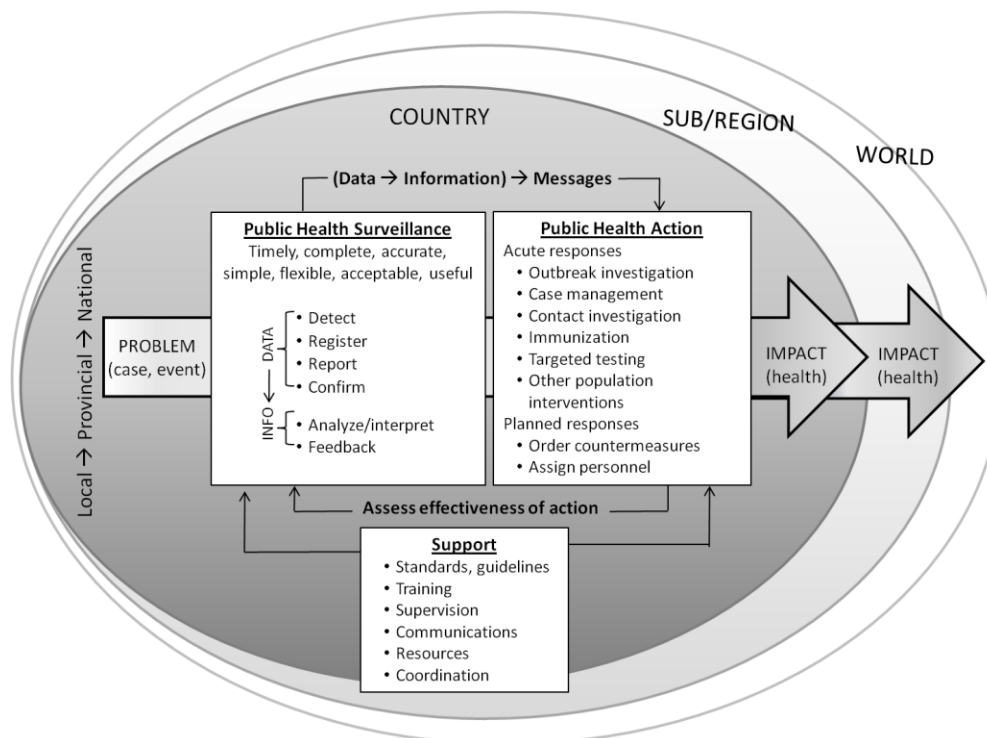 COUNTRY
SUB/REGION
WORLD
(Data → Information) → Messages
Local → Provincial → National
PROBLEM
(case, event)
Public Health Surveillance
Timely, complete, accurate,
simple, flexible, acceptable, useful
DATA
• Detect
• Register
• Report
• Confirm
INFO
• Analyze/interpret
• Feedback
Public Health Action
Acute responses
• Outbreak investigation
• Case management
• Contact investigation
• Immunization
• Targeted testing
• Other population
interventions
Planned responses
• Order countermeasures
• Assign personnel
IMPACT
(health)
IMPACT
(health)
Assess effectiveness of action
Support
• Standards, guidelines
• Training
• Supervision
• Communications
• Resources
• Coordination